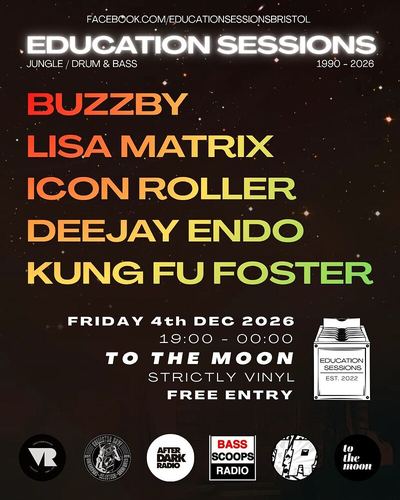 FACEBOOK.COM/EDUCATIONSESSIONSBRISTOL
EDUCATION SESSIONS
JUNGLE / DRUM & BASS 1990 - 2026
BUZZBY
LISA MATRIX
ICON ROLLER
DEEJAY ENDO
KUNG FU FOSTER
FRIDAY 4th DEC 2026
19:00 - 00:00
TO THE MOON
STRICTLY VINYL
FREE ENTRY
EDUCATION
SESSIONS
EST. 2022
VR
AFTER
DARK
RADIO
BASS
SCOOPS
RADIO
to
the
moon